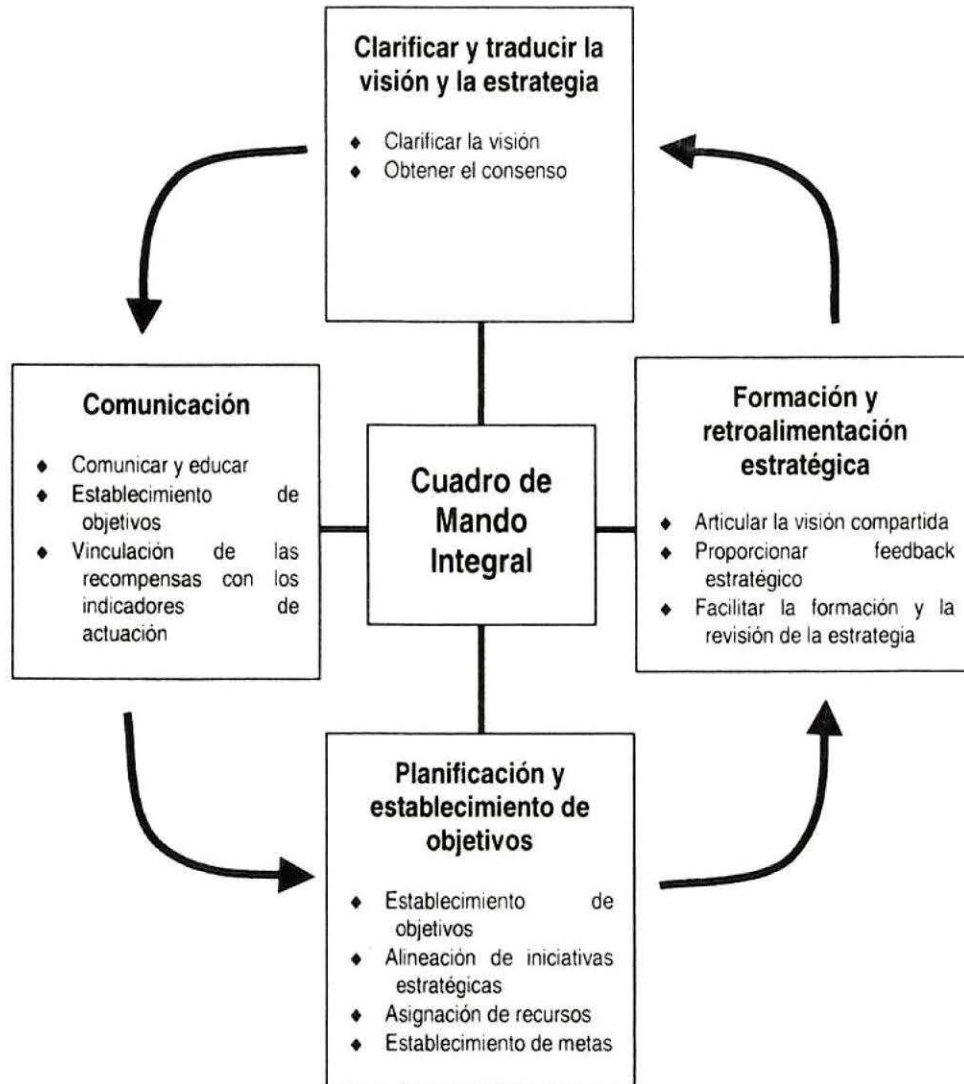 Clarificar y traducir la
visión y la estrategia
♦ Clarificar la visión
♦ Obtener el consenso
Comunicación
♦ Comunicar y educar
♦ Establecimiento de
objetivos
♦ Vinculación de las
recompensas con los
indicadores de
actuación
Cuadro de
Mando
Integral
Formación y
retroalimentación
estratégica
♦ Articular la visión compartida
♦ Proporcionar feedback
estratégico
♦ Facilitar la formación y la
revisión de la estrategia
Planificación y
establecimiento de
objetivos
♦ Establecimiento de
objetivos
♦ Alineación de iniciativas
estratégicas
♦ Asignación de recursos
♦ Establecimiento de metas